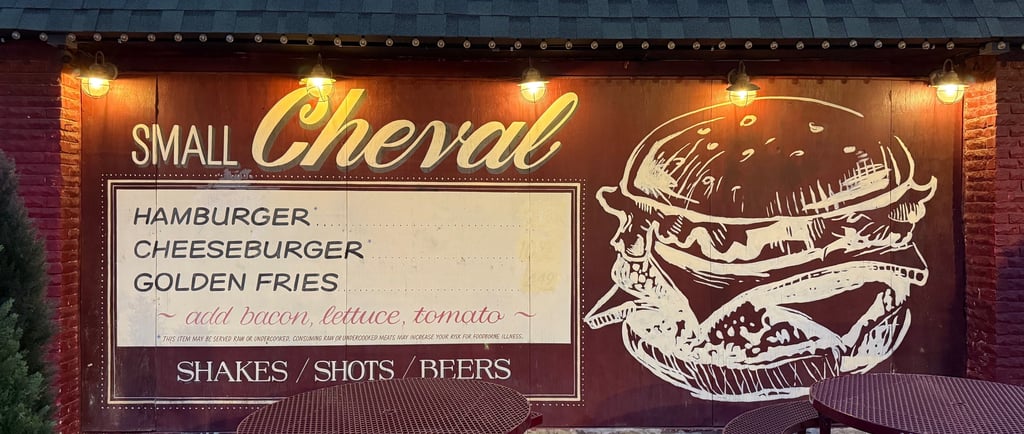 SMALL Cheval
HAMBURGER*
CHEESEBURGER*
GOLDEN FRIES
~ add bacon, lettuce, tomato ~
* THIS ITEM MAY BE SERVED RAW OR UNDERCOOKED. CONSUMING RAW OR UNDERCOOKED MEATS MAY INCREASE YOUR RISK FOR FOODBORNE ILLNESS.
SHAKES / SHOTS / BEERS